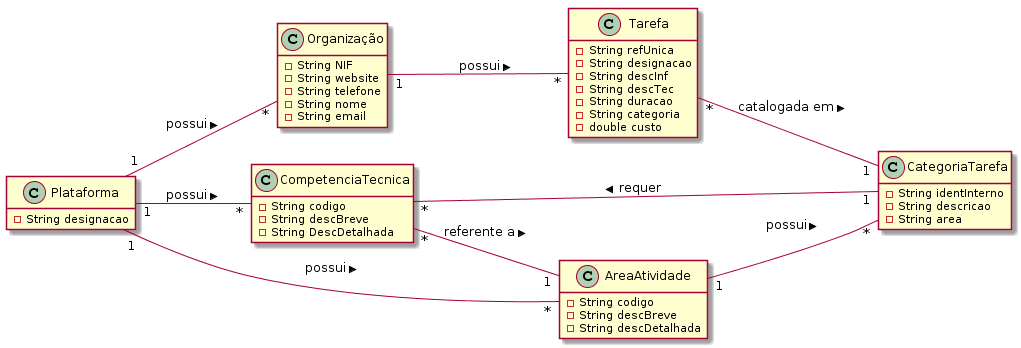 C Tarefa
String refUnica
String designacao
String descInf
String descTec
String duracao
String categoria
double custo
C Organização
String NIF
String website
String telefone
String nome
String email
possui ▶
1
*
possui ▶
1
*
catalogada em ▶
*
1
C Plataforma
String designacao
possui ▶
1
*
C CompetenciaTecnica
String codigo
descBreve
String DescDetalhada
◀ requer
*
1
C CategoriaTarefa
String identInterno
String descricao
String area
referente a ▶
*
1
possui ▶
1
*
possui ▶
1
*
C AreaAtividade
String codigo
String descBreve
String descDetalhada